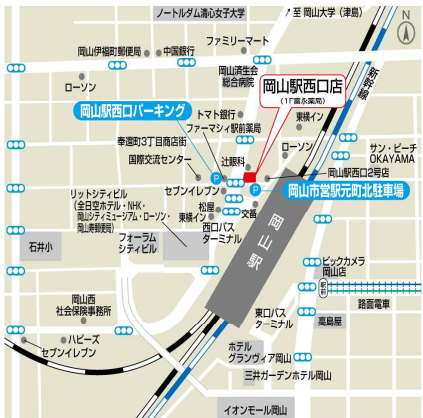 ノートルダム清心女子大学
↗至 岡山大学(津島)
N
岡山伊福町郵便局
中国銀行
ファミリーマート
岡山済生会
総合病院
岡山駅西口店
(1F富永薬局)
新幹線
ローソン
岡山駅西口パーキング
トマト銀行
ファーマシィ駅前薬局
東横イン
奉還町3丁目商店街
国際交流センター
辻眼科
ローソン
サン・ピーチ
OKAYAMA
P
岡山駅西口2号店
セブンイレブン
P
岡山市営駅元町北駐車場
リットシティビル
(全日空ホテル・NHK・
岡山シティミュージアム・ローソン・
岡山寿郵便局)
松屋
東横イン
交番
西口バス
ターミナル
岡山駅
石井小
フォーラム
シティビル
ビックカメラ
岡山店
駅前
路面電車
岡山西
社会保険事務所
東口バス
ターミナル
高島屋
ハピーズ
セブンイレブン
ホテル
グランヴィア岡山
三井ガーデンホテル岡山
イオンモール岡山